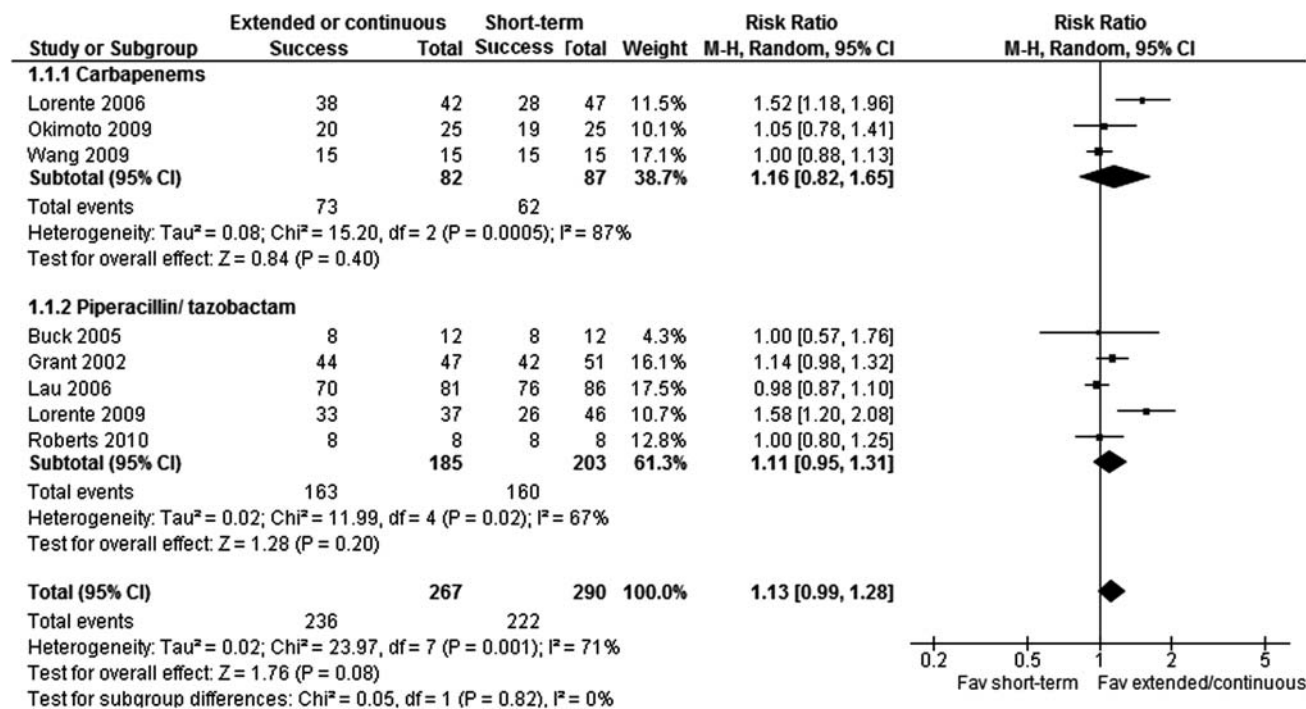 Extended or continuous Short-term Risk Ratio Risk Ratio
Study or Subgroup Success Total Success Total Weight M-H, Random, 95% CI M-H, Random, 95% CI
1.1.1 Carbapenems
Lorente 2006 38 42 28 47 11.5% 1.52 [1.18, 1.96]
Okimoto 2009 20 25 19 25 10.1% 1.05 [0.78, 1.41]
Wang 2009 15 15 15 15 17.1% 1.00 [0.88, 1.13]
Subtotal (95% CI) 82 87 38.7% 1.16 [0.82, 1.65]
Total events 73 62
Heterogeneity: Tau² = 0.08; Chi² = 15.20, df = 2 (P = 0.0005); I² = 87%
Test for overall effect: Z = 0.84 (P = 0.40)
1.1.2 Piperacillin/ tazobactam
Buck 2005 8 12 8 12 4.3% 1.00 [0.57, 1.76]
Grant 2002 44 47 42 51 16.1% 1.14 [0.98, 1.32]
Lau 2006 70 81 76 86 17.5% 0.98 [0.87, 1.10]
Lorente 2009 33 37 26 46 10.7% 1.58 [1.20, 2.08]
Roberts 2010 8 8 8 8 12.8% 1.00 [0.80, 1.25]
Subtotal (95% CI) 185 203 61.3% 1.11 [0.95, 1.31]
Total events 163 160
Heterogeneity: Tau² = 0.02; Chi² = 11.99, df = 4 (P = 0.02); I² = 67%
Test for overall effect: Z = 1.28 (P = 0.20)
Total (95% CI) 267 290 100.0% 1.13 [0.99, 1.28]
Total events 236 222
Heterogeneity: Tau² = 0.02; Chi² = 23.97, df = 7 (P = 0.001); I² = 71%
Test for overall effect: Z = 1.76 (P = 0.08)
Test for subgroup differences: Chi² = 0.05, df = 1 (P = 0.82), I² = 0%
0.2 0.5 1 2 5
Fav short-term Fav extended/continuous